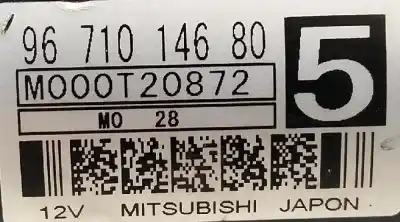 96 710 146 80
M000T20872
5
MO 28
12V MITSUBISHI JAPON